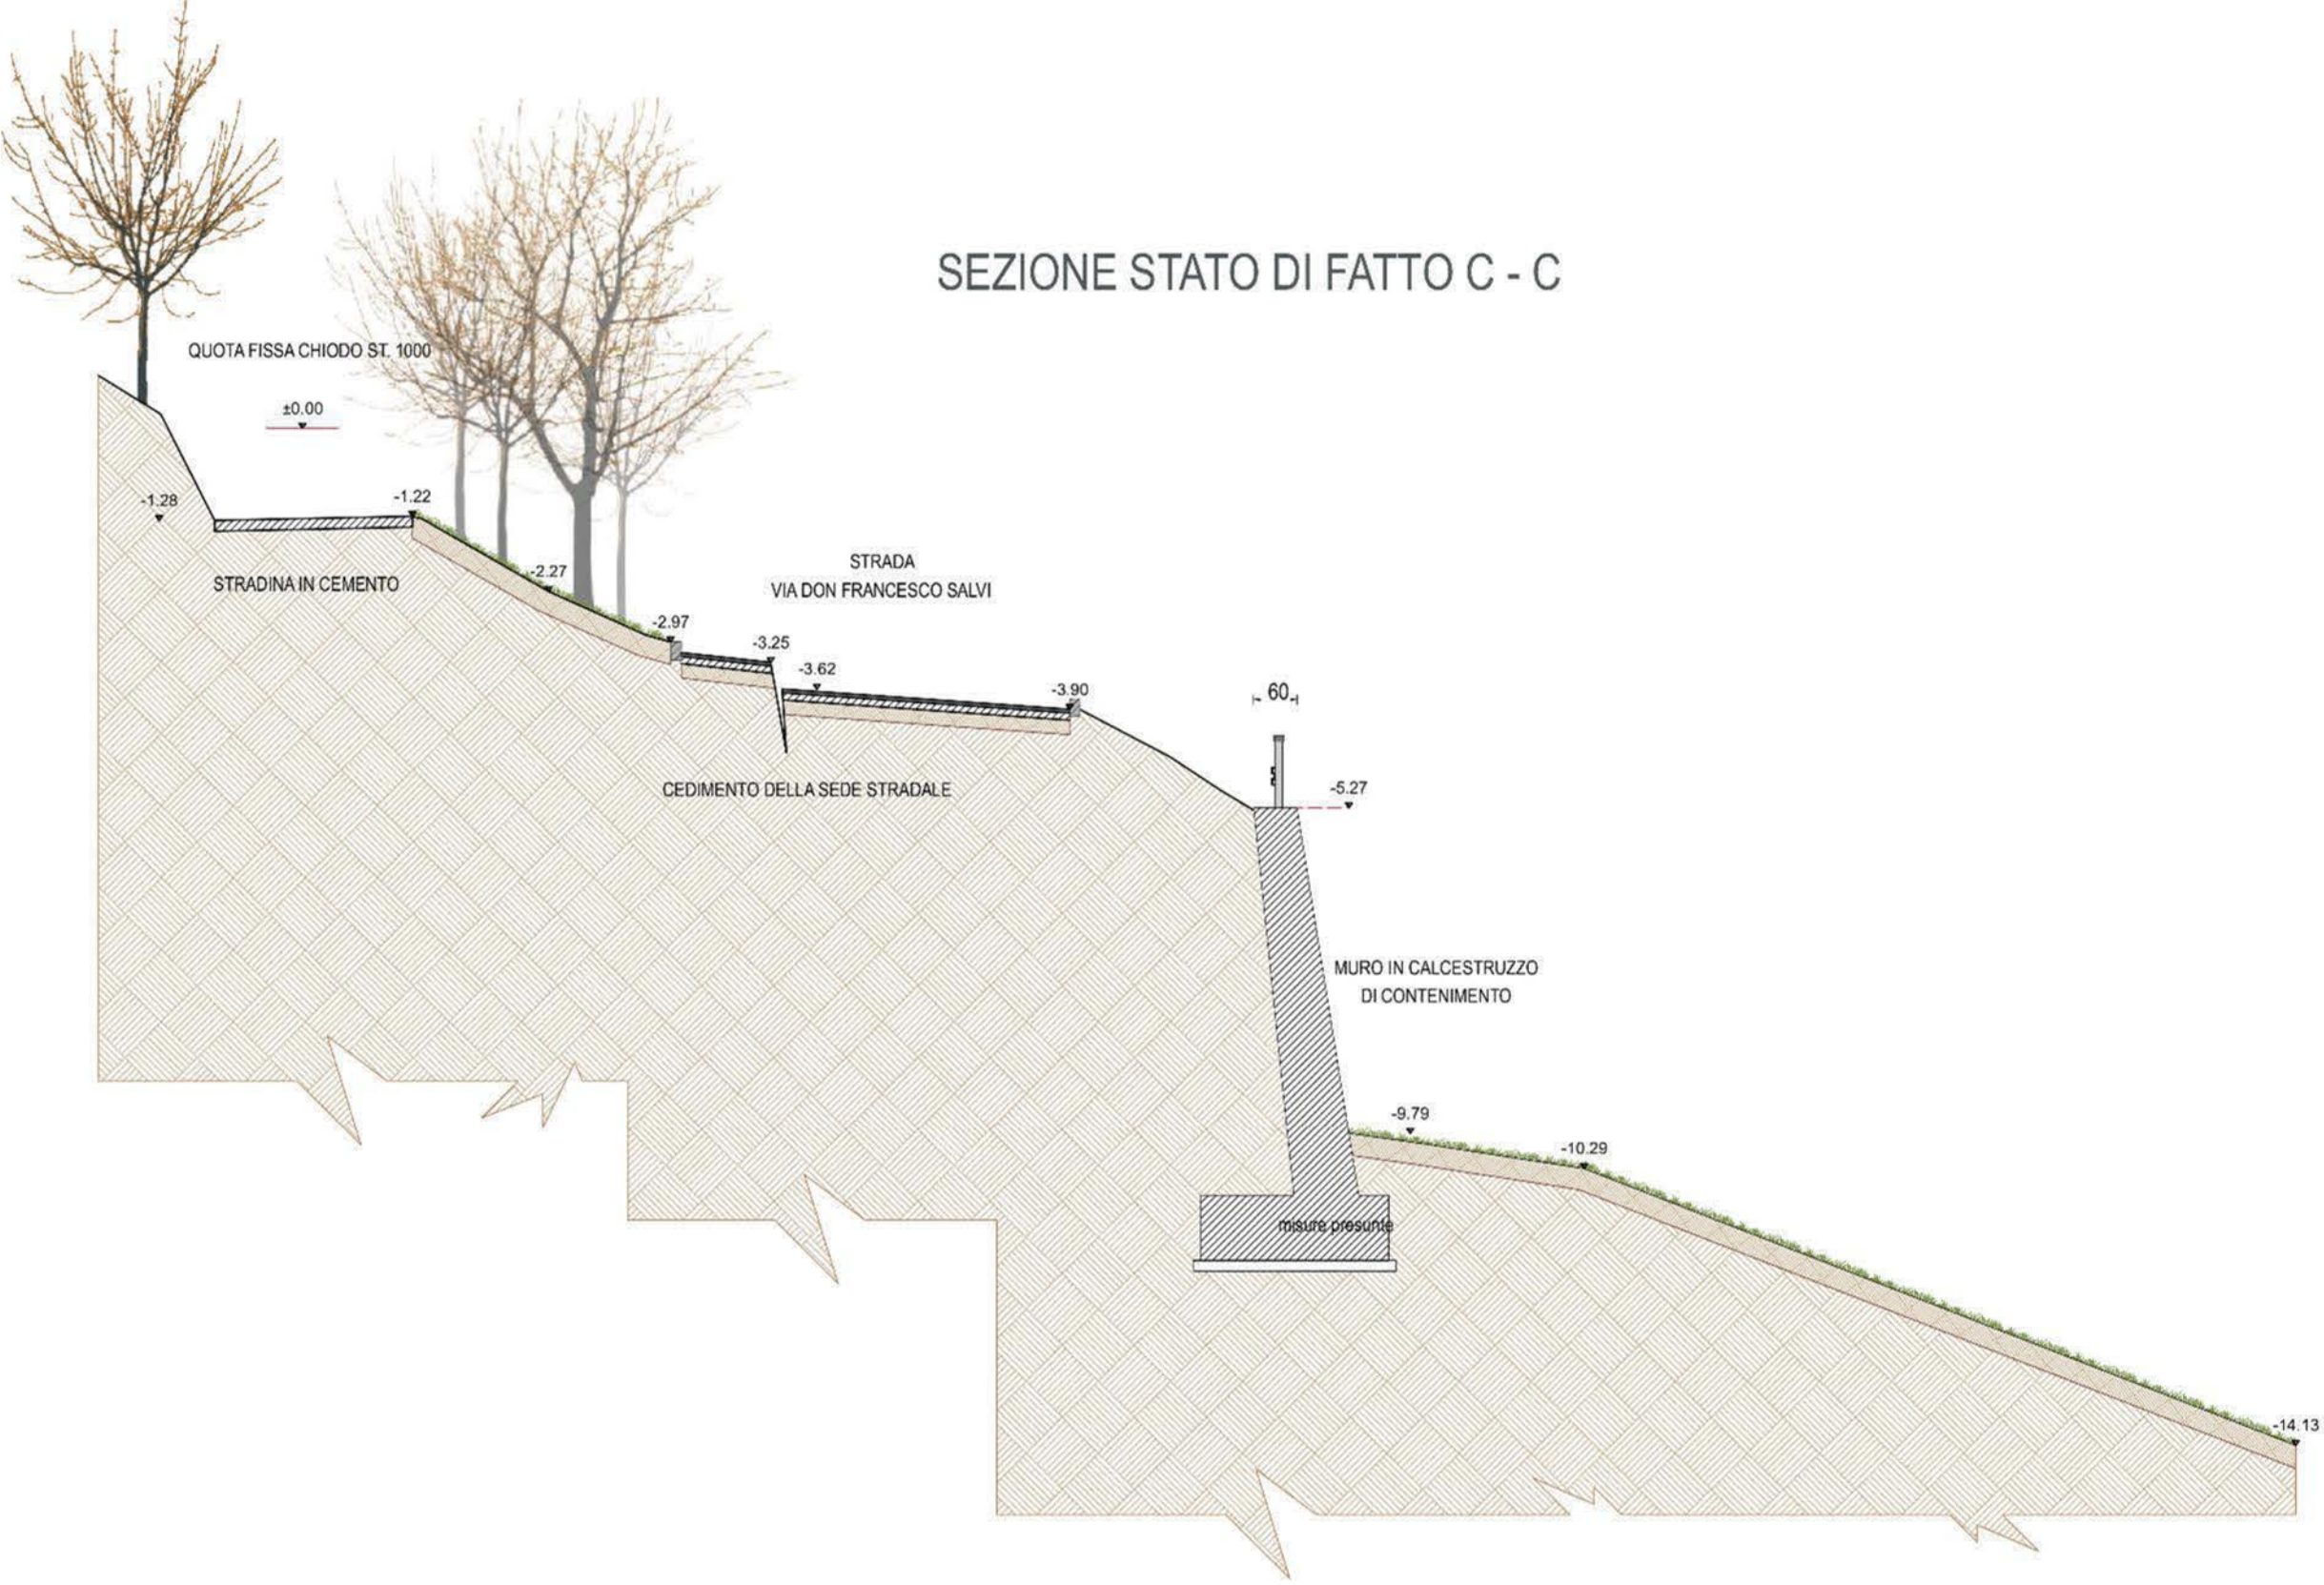 SEZIONE STATO DI FATTO C - C
QUOTA FISSA CHIODO ST. 1000
±0.00
-1.28
-1.22
STRADINA IN CEMENTO
-2.27
STRADA
VIA DON FRANCESCO SALVI
-2.97
-3.25
-3.62
-3.90
60
CEDIMENTO DELLA SEDE STRADALE
-5.27
MURO IN CALCESTRUZZO
DI CONTENIMENTO
-9.79
-10.29
misure presunte
-14.13